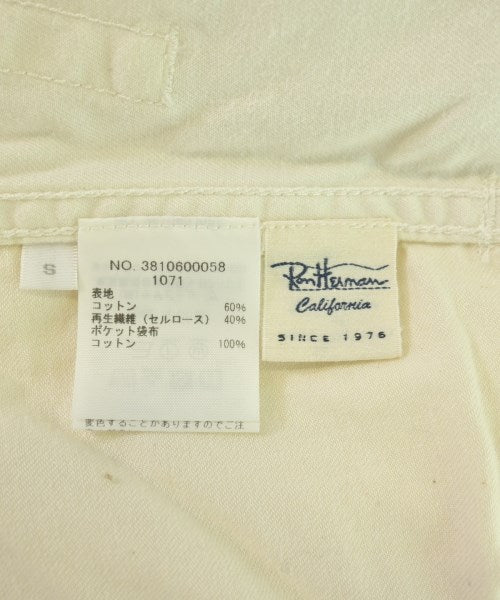 S
NO. 3810600058
1071
表地
コットン 60%
再生繊維（セルロース） 40%
ポケット袋布
コットン 100%
変色することがありますのでご注
Ron Herman
California
SINCE 1976